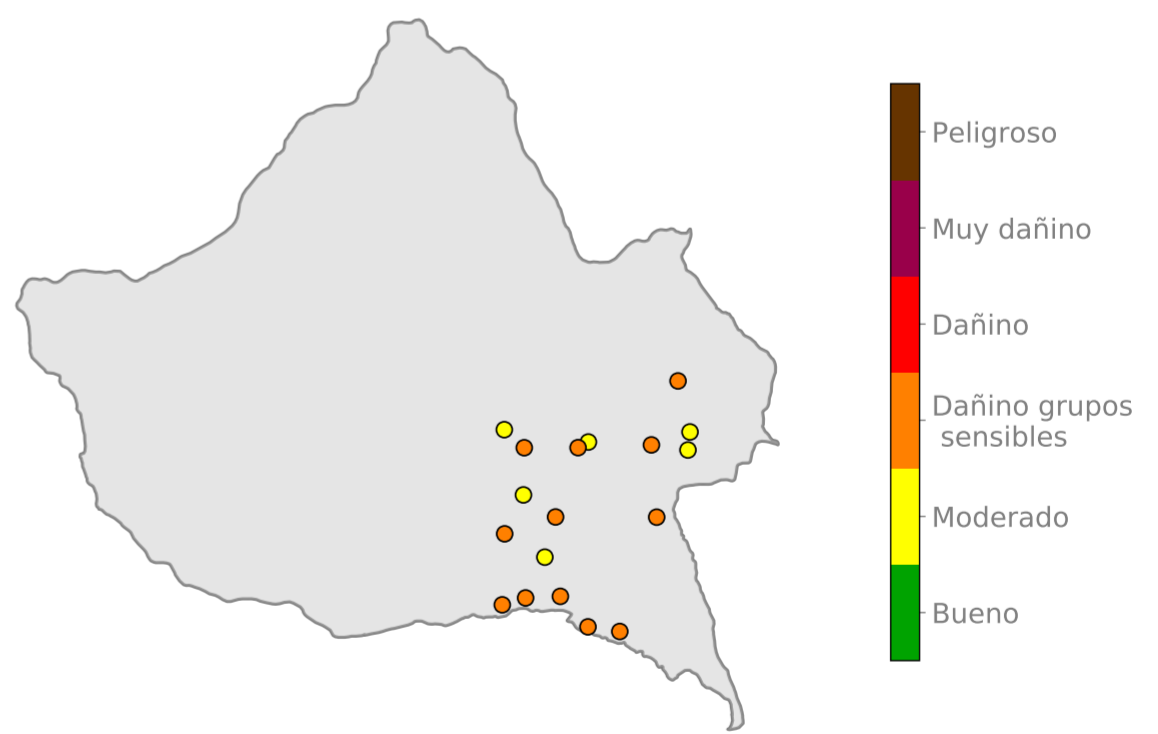 Peligroso
Muy dañino
Dañino
Dañino grupos
sensibles
Moderado
Bueno